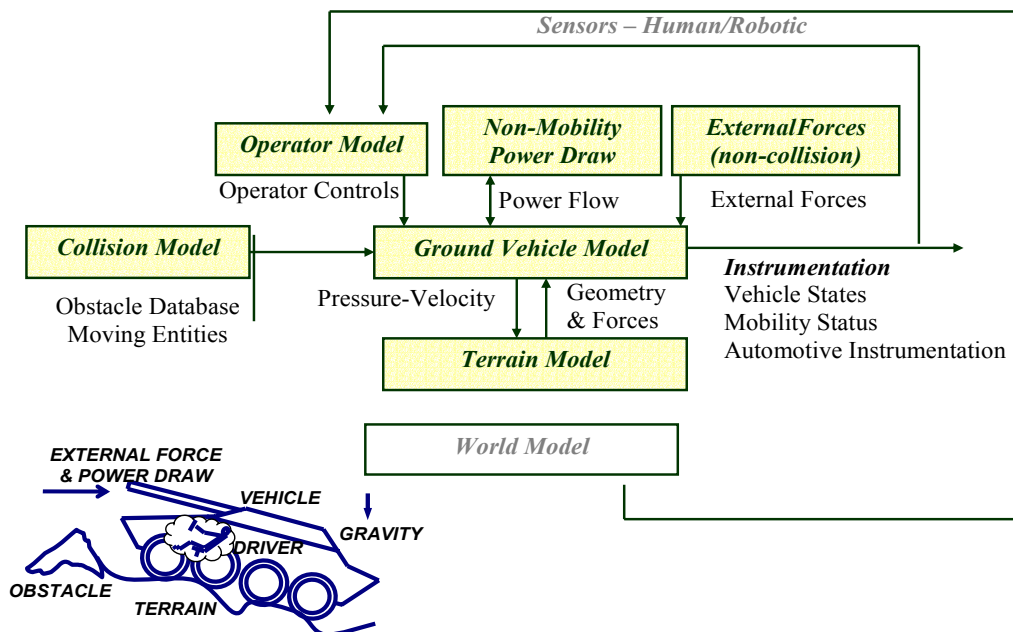 Sensors – Human/Robotic
Operator Model
Non-Mobility
Power Draw
ExternalForces
(non-collision)
Operator Controls
Power Flow
External Forces
Collision Model
Ground Vehicle Model
Obstacle Database
Moving Entities
Pressure-Velocity
Geometry
& Forces
Instrumentation
Vehicle States
Mobility Status
Automotive Instrumentation
Terrain Model
World Model
EXTERNAL FORCE
& POWER DRAW
VEHICLE
GRAVITY
DRIVER
OBSTACLE
TERRAIN